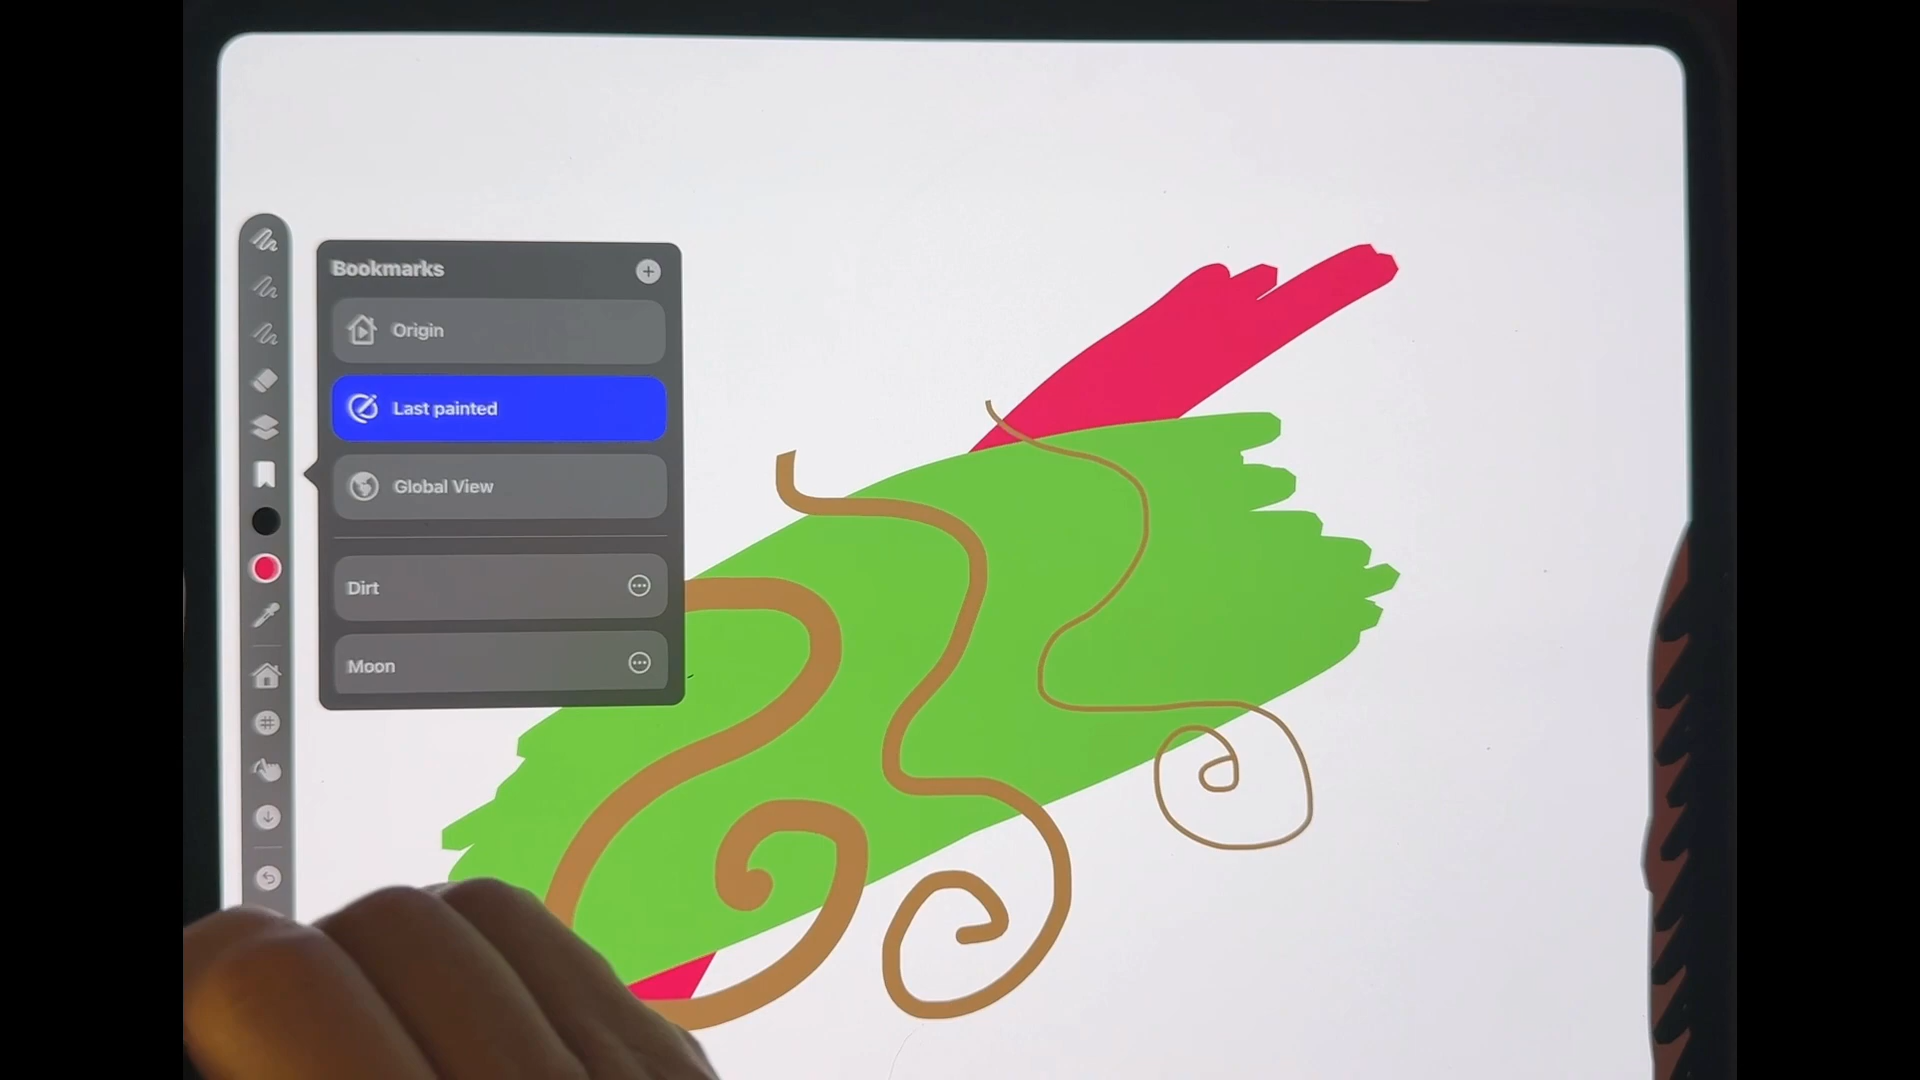 Bookmarks
Origin
Last painted
Global View
Dirt
Moon